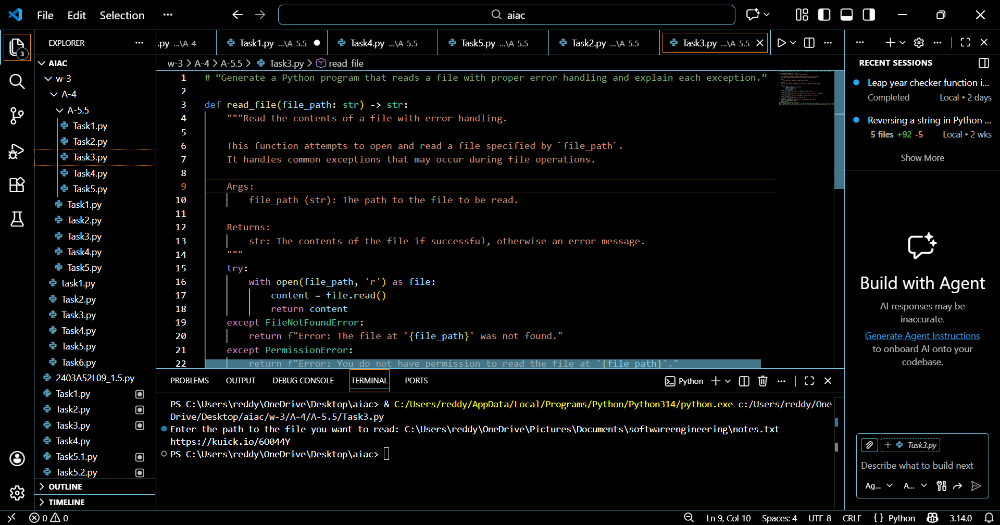 File Edit Selection ··· aiac
EXPLORER ···
.py ...\A-4 Task1.py ...\A-5.5 Task4.py ...\A-5.5 Task5.py ...\A-5.5 Task2.py ...\A-5.5 Task3.py ...\A-5.5
w-3 > A-4 > A-5.5 > Task3.py > read_file
3
AIAC
w-3
A-4
A-5.5
Task1.py
Task2.py
Task3.py
Task4.py
Task5.py
Task1.py
Task2.py
Task3.py
Task4.py
Task5.py
task1.py
Task2.py
Task3.py
Task4.py
Task5.py
Task6.py
2403A52L09_1.5.py
Task1.py
Task2.py
Task3.py
Task4.py
Task5.1.py
Task5.2.py
OUTLINE
TIMELINE
1 # “Generate a Python program that reads a file with proper error handling and explain each exception.”
2
3 def read_file(file_path: str) -> str:
4 """Read the contents of a file with error handling.
5
6 This function attempts to open and read a file specified by `file_path`.
7 It handles common exceptions that may occur during file operations.
8
9 Args:
10 file_path (str): The path to the file to be read.
11
12 Returns:
13 str: The contents of the file if successful, otherwise an error message.
14 """
15 try:
16 with open(file_path, 'r') as file:
17 content = file.read()
18 return content
19 except FileNotFoundError:
20 return f"Error: The file at '{file_path}' was not found."
21 except PermissionError:
22 return f"Error: You do not have permission to read the file at '{file_path}'."
PROBLEMS OUTPUT DEBUG CONSOLE TERMINAL PORTS Python
PS C:\Users\reddy\OneDrive\Desktop\aiac> & C:/Users/reddy/AppData/Local/Programs/Python/Python314/python.exe c:/Users/reddy/One
Drive/Desktop/aiac/w-3/A-4/A-5.5/Task3.py
Enter the path to the file you want to read: C:\Users\reddy\OneDrive\Pictures\Documents\softwareengineering\notes.txt
https://kuick.io/6O044Y
PS C:\Users\reddy\OneDrive\Desktop\aiac>
RECENT SESSIONS
Leap year checker function i...
Completed Local • 2 days
Reversing a string in Python ...
5 files +92 -5 Local • 2 wks
Show More
Build with Agent
AI responses may be
inaccurate.
Generate Agent Instructions
to onboard AI onto your
codebase.
+ Task3.py
Describe what to build next
Ag... A...
0 0 Ln 9, Col 10 Spaces: 4 UTF-8 CRLF {} Python 3.14.0